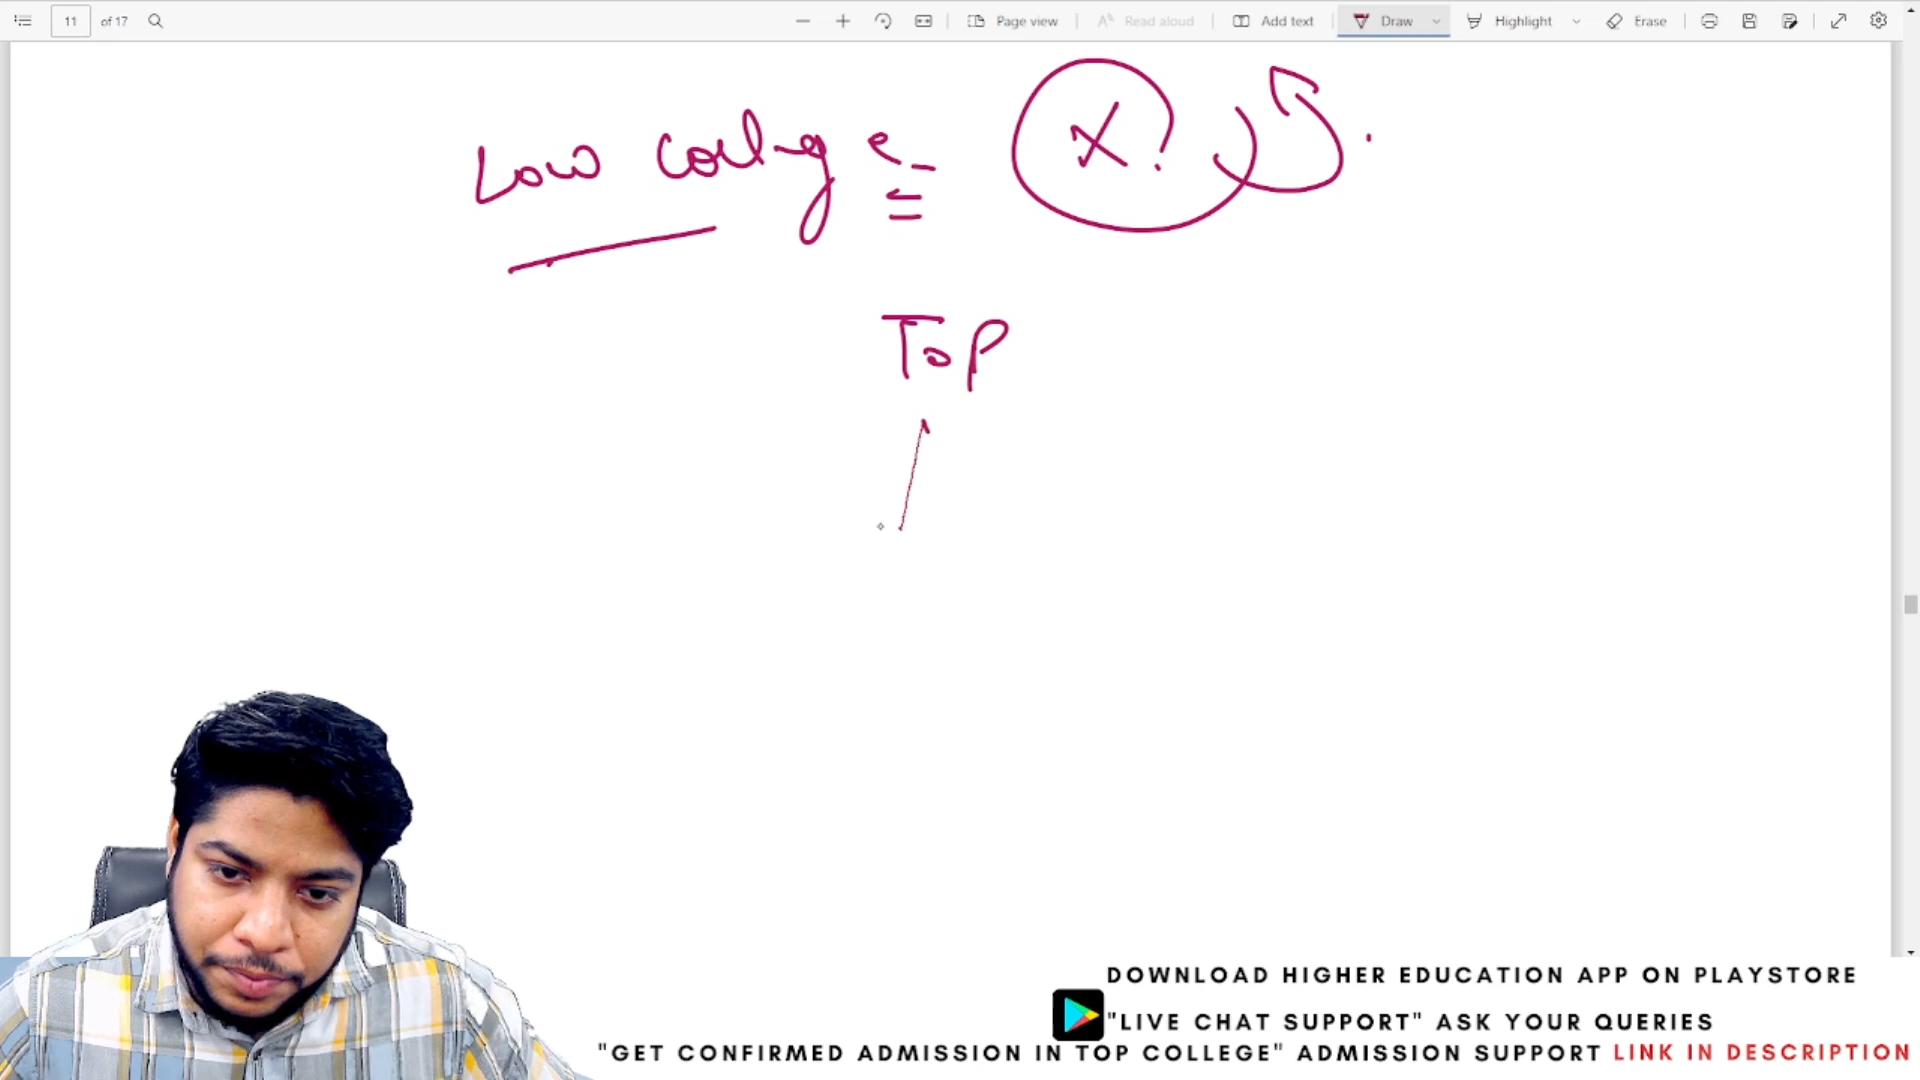 11 of 17 Page view Read aloud Add text Draw Highlight Erase
Low college X?
Top
DOWNLOAD HIGHER EDUCATION APP ON PLAYSTORE
"LIVE CHAT SUPPORT" ASK YOUR QUERIES
"GET CONFIRMED ADMISSION IN TOP COLLEGE" ADMISSION SUPPORT LINK IN DESCRIPTION